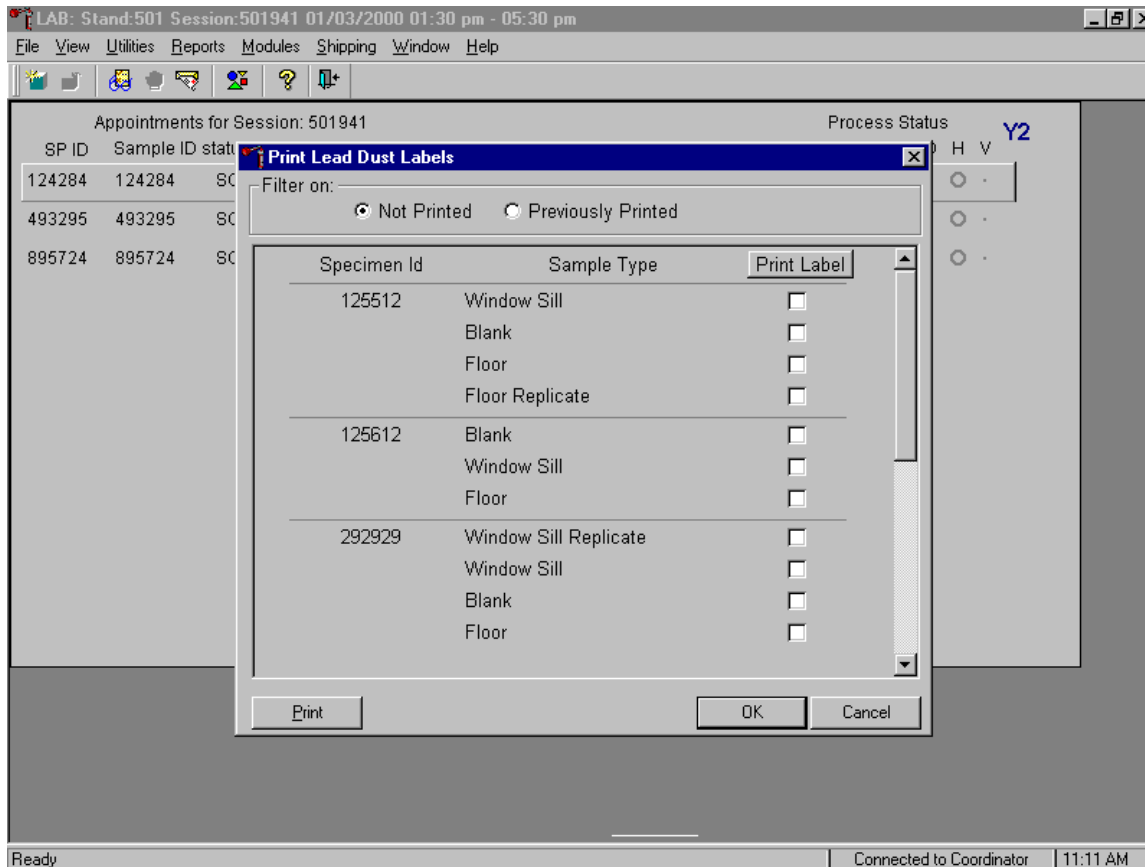 LAB: Stand:501 Session:501941 01/03/2000 01:30 pm - 05:30 pm
File View Utilities Reports Modules Shipping Window Help
Appointments for Session: 501941 Process Status Y2
SP ID Sample ID H V
124284 124284
493295 493295
895724 895724
Print Lead Dust Labels
Filter on:
Not Printed Previously Printed
Specimen Id Sample Type Print Label
125512 Window Sill
Blank
Floor
Floor Replicate
125612 Blank
Window Sill
Floor
292929 Window Sill Replicate
Window Sill
Blank
Floor
Print OK Cancel
Ready Connected to Coordinator 11:11 AM